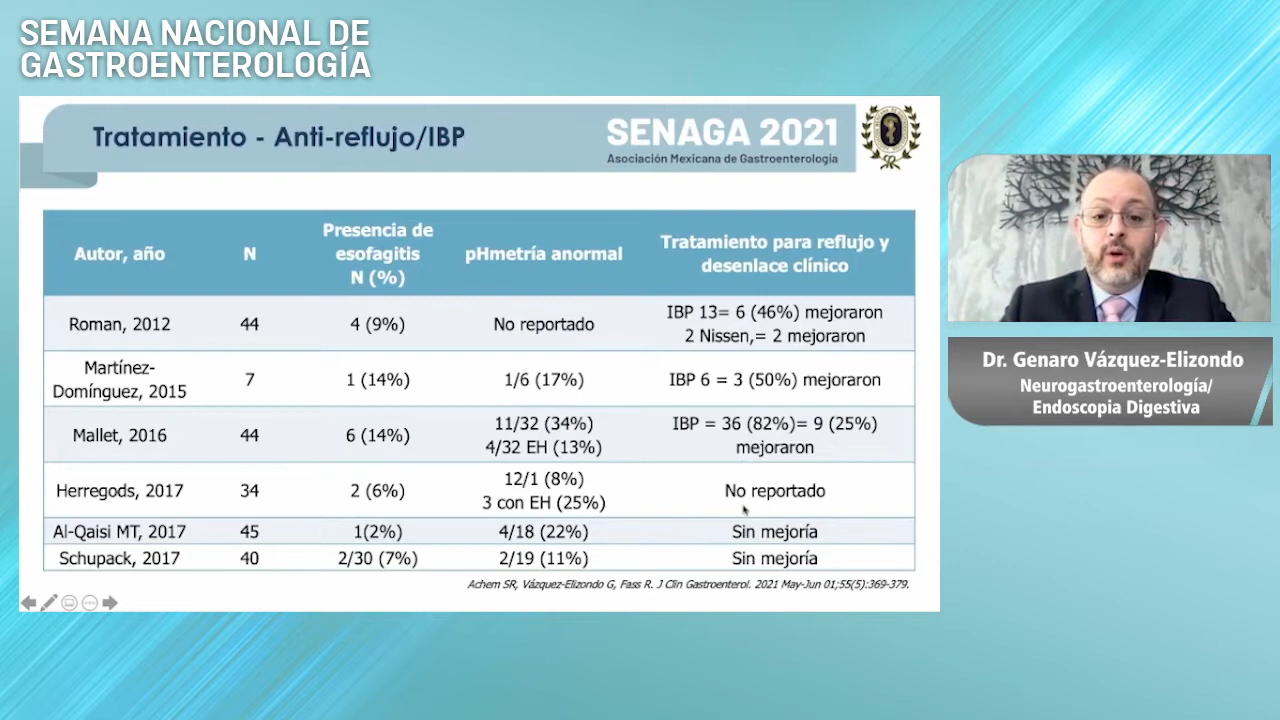 SEMANA NACIONAL DE
GASTROENTEROLOGÍA
Tratamiento - Anti-reflujo/IBP
SENAGA 2021
Asociación Mexicana de Gastroenterología
Autor, año
N
Presencia de
esofagitis
N (%)
pHmetría anormal
Tratamiento para reflujo y
desenlace clínico
Roman, 2012
44
4 (9%)
No reportado
IBP 13= 6 (46%) mejoraron
2 Nissen,= 2 mejoraron
Martínez-
Domínguez, 2015
7
1 (14%)
1/6 (17%)
IBP 6 = 3 (50%) mejoraron
Mallet, 2016
44
6 (14%)
11/32 (34%)
4/32 EH (13%)
IBP = 36 (82%)= 9 (25%)
mejoraron
Herregods, 2017
34
2 (6%)
12/1 (8%)
3 con EH (25%)
No reportado
Al-Qaisi MT, 2017
45
1(2%)
4/18 (22%)
Sin mejoría
Schupack, 2017
40
2/30 (7%)
2/19 (11%)
Sin mejoría
Achem SR, Vázquez-Elizondo G, Fass R. J Clin Gastroenterol. 2021 May-Jun 01;55(5):369-379.
Dr. Genaro Vázquez-Elizondo
Neurogastroenterología/
Endoscopia Digestiva